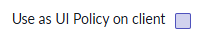 Use as UI Policy on client